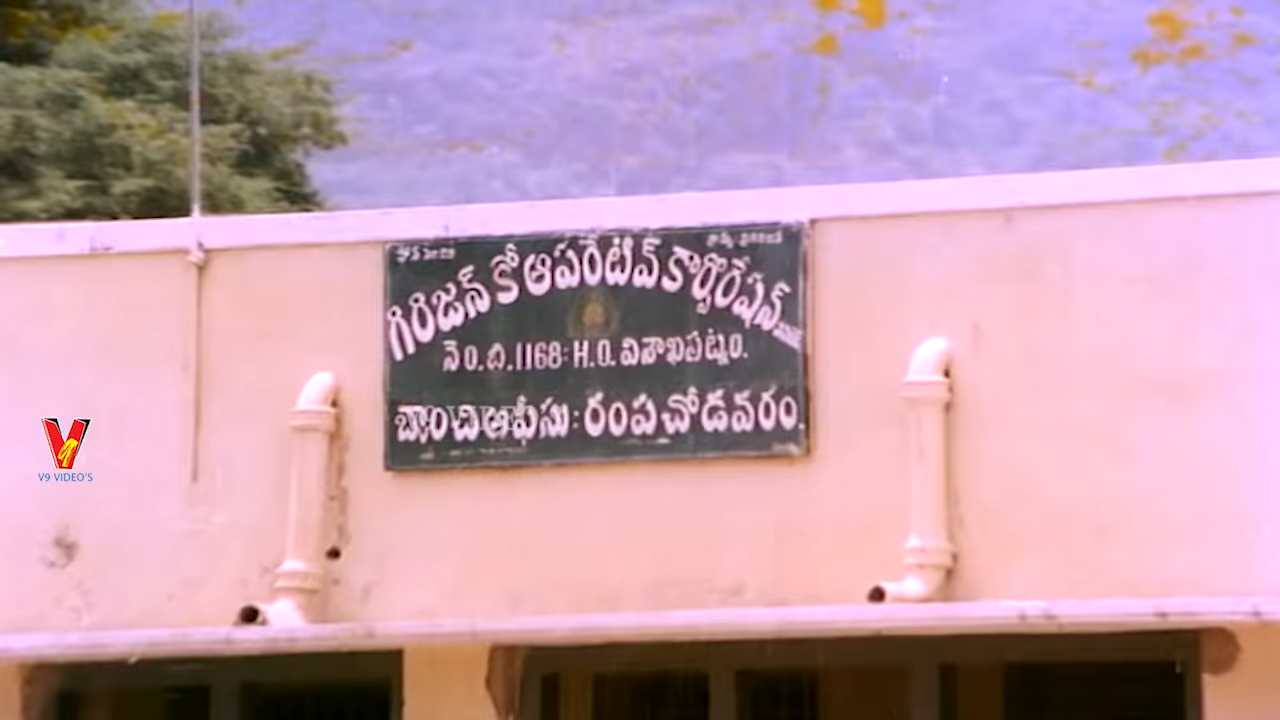 గిరిజన్ కో ఆపరేటివ్ కార్పొరేషన్
నెం.బి.1168: H.O. విశాఖపట్నం.
బ్రాంచి ఆఫీసు: రంపచోడవరం.
V9 VIDEO'S